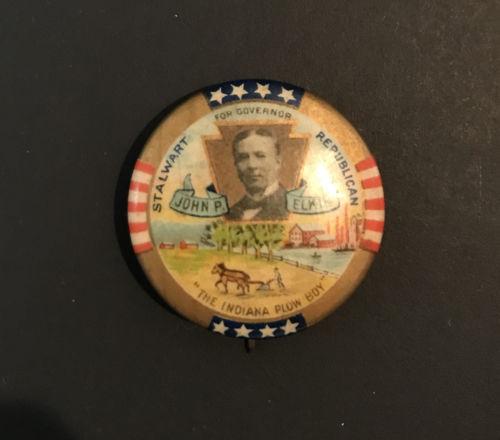 FOR GOVERNOR
STALWART REPUBLICAN
JOHN P. ELKIN
"THE INDIANA PLOW BOY"